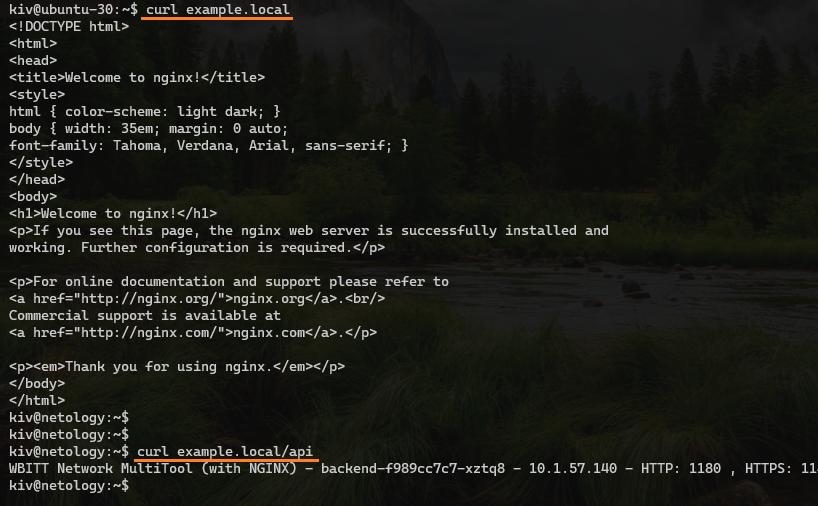 kiv@ubuntu-30:~$ curl example.local
<!DOCTYPE html>
<html>
<head>
<title>Welcome to nginx!</title>
<style>
html { color-scheme: light dark; }
body { width: 35em; margin: 0 auto;
font-family: Tahoma, Verdana, Arial, sans-serif; }
</style>
</head>
<body>
<h1>Welcome to nginx!</h1>
<p>If you see this page, the nginx web server is successfully installed and
working. Further configuration is required.</p>

<p>For online documentation and support please refer to
<a href="http://nginx.org/">nginx.org</a>.<br/>
Commercial support is available at
<a href="http://nginx.com/">nginx.com</a>.</p>

<p><em>Thank you for using nginx.</em></p>
</body>
</html>
kiv@netology:~$
kiv@netology:~$
kiv@netology:~$ curl example.local/api
WBITT Network MultiTool (with NGINX) - backend-f989cc7c7-xztq8 - 10.1.57.140 - HTTP: 1180 , HTTPS: 11
kiv@netology:~$